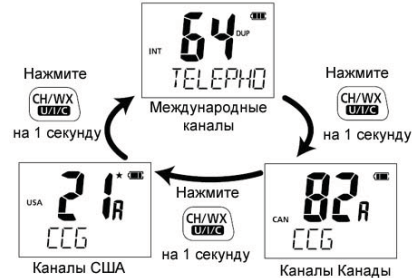 64 DUP
INT
TELEPHO
Международные
каналы
Нажмите
CH/WX
U/I/C
на 1 секунду
Нажмите
CH/WX
U/I/C
на 1 секунду
USA 21 R
CCG
Каналы США
Нажмите
CH/WX
U/I/C
на 1 секунду
CAN 82 R
CCG
Каналы Канады